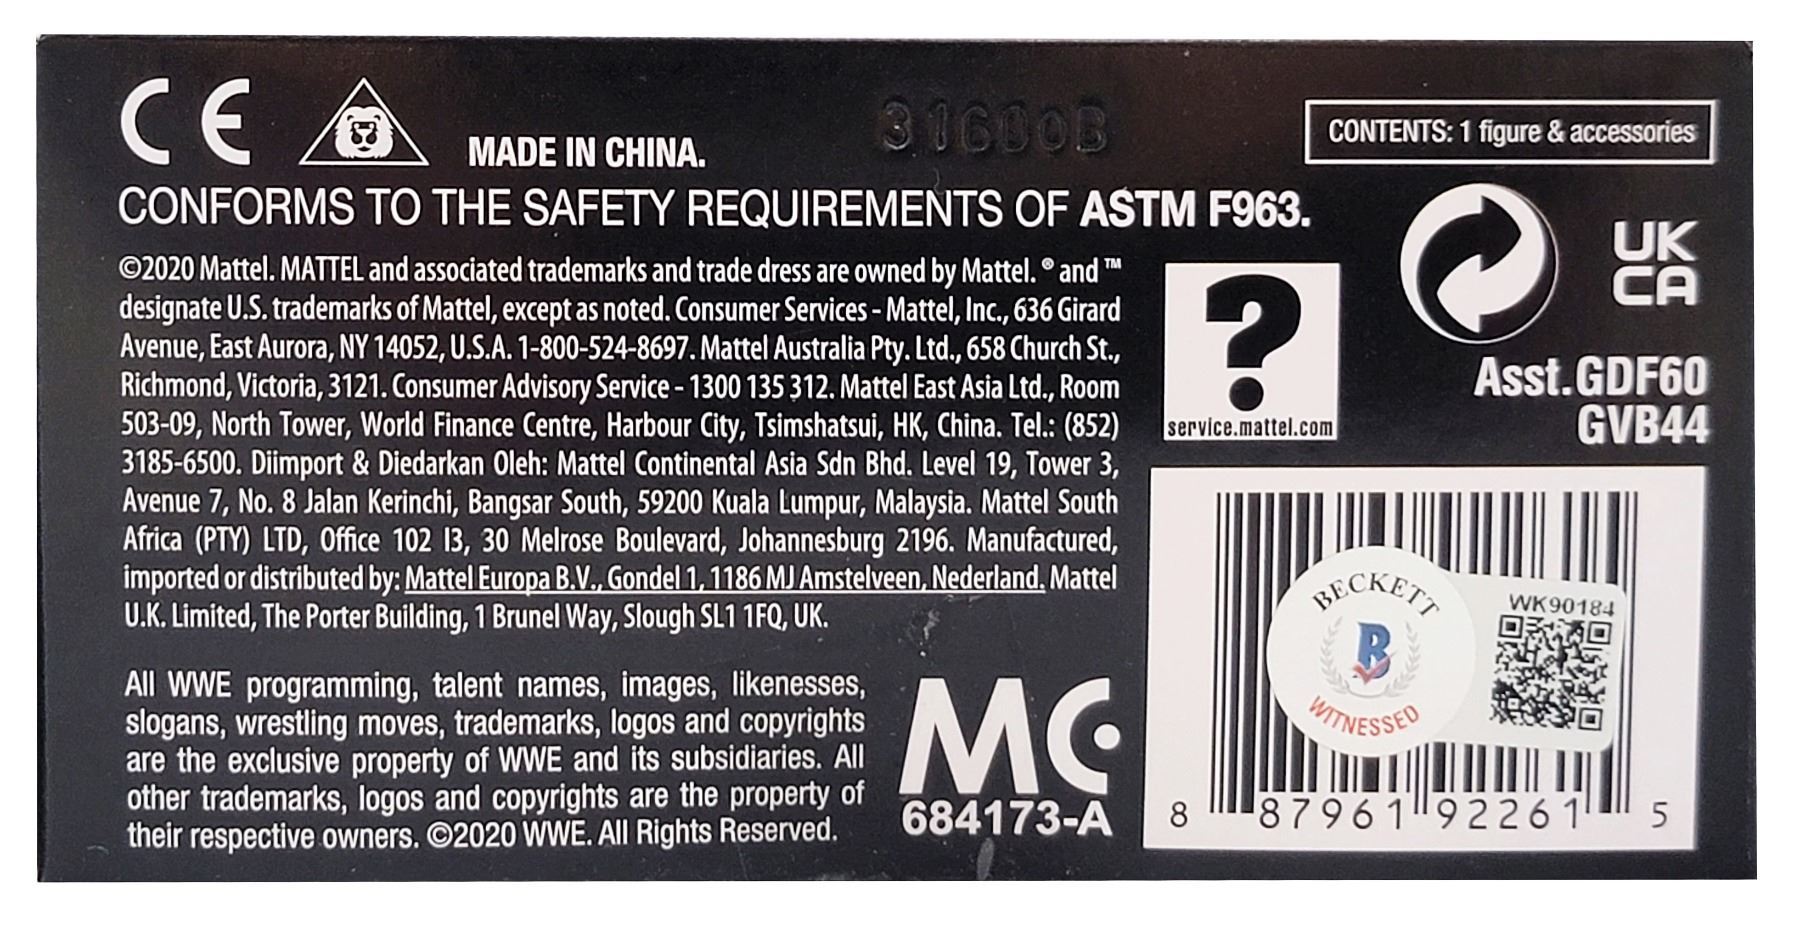 CE
MADE IN CHINA.
CONTENTS: 1 figure & accessories
CONFORMS TO THE SAFETY REQUIREMENTS OF ASTM F963.
©2020 Mattel. MATTEL and associated trademarks and trade dress are owned by Mattel. ® and ™
designate U.S. trademarks of Mattel, except as noted. Consumer Services - Mattel, Inc., 636 Girard
Avenue, East Aurora, NY 14052, U.S.A. 1-800-524-8697. Mattel Australia Pty. Ltd., 658 Church St.,
Richmond, Victoria, 3121. Consumer Advisory Service - 1300 135 312. Mattel East Asia Ltd., Room
503-09, North Tower, World Finance Centre, Harbour City, Tsimshatsui, HK, China. Tel.: (852)
3185-6500. Diimport & Diedarkan Oleh: Mattel Continental Asia Sdn Bhd. Level 19, Tower 3,
Avenue 7, No. 8 Jalan Kerinchi, Bangsar South, 59200 Kuala Lumpur, Malaysia. Mattel South
Africa (PTY) LTD, Office 102 I3, 30 Melrose Boulevard, Johannesburg 2196. Manufactured,
imported or distributed by: Mattel Europa B.V., Gondel 1, 1186 MJ Amstelveen, Nederland. Mattel
U.K. Limited, The Porter Building, 1 Brunel Way, Slough SL1 1FQ, UK.
All WWE programming, talent names, images, likenesses,
slogans, wrestling moves, trademarks, logos and copyrights
are the exclusive property of WWE and its subsidiaries. All
other trademarks, logos and copyrights are the property of
their respective owners. ©2020 WWE. All Rights Reserved.
MC
684173-A
?
service.mattel.com
UK
CA
Asst.GDF60
GVB44
BECKETT
B
WITNESSED
WK90184
8 87961 92261 5